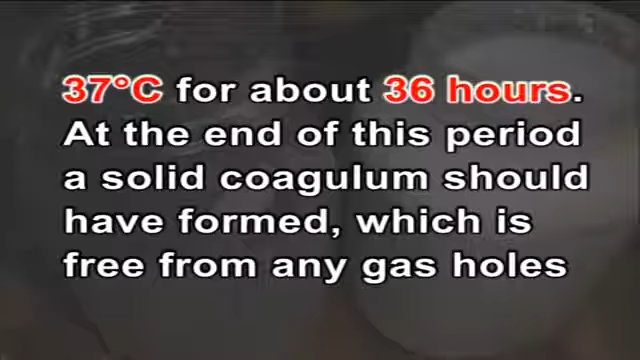 37°C for about 36 hours.
At the end of this period
a solid coagulum should
have formed, which is
free from any gas holes